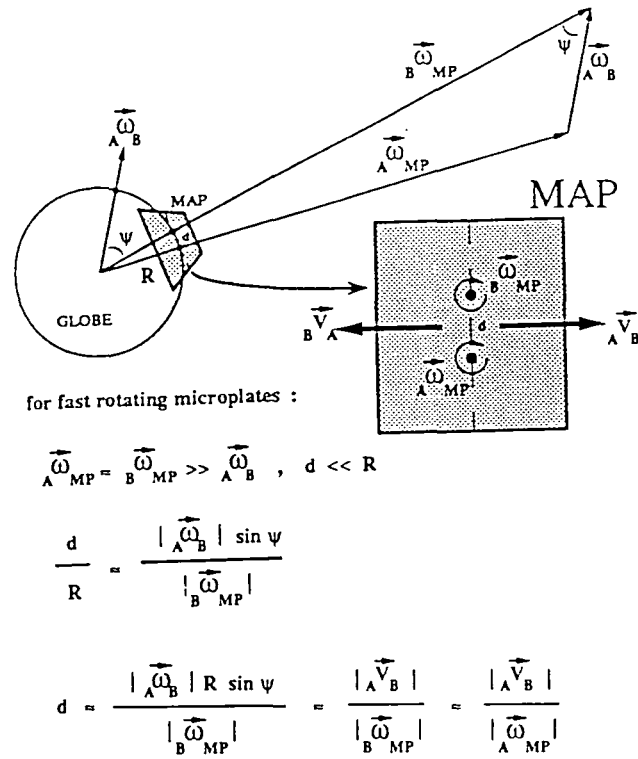 ψ
B ω⃗ MP
A ω⃗ B
A ω⃗ B
A ω⃗ MP
MAP
MAP
ψ
d
R
B ω⃗ MP
GLOBE
B V⃗ A
d
A V⃗ B
A ω⃗ MP
for fast rotating microplates :
A ω⃗ MP = B ω⃗ MP >> A ω⃗ B , d << R
d / R = | A ω⃗ B | sin ψ / | B ω⃗ MP |
d = | A ω⃗ B | R sin ψ / | B ω⃗ MP | = | A V⃗ B | / | B ω⃗ MP | = | A V⃗ B | / | A ω⃗ MP |